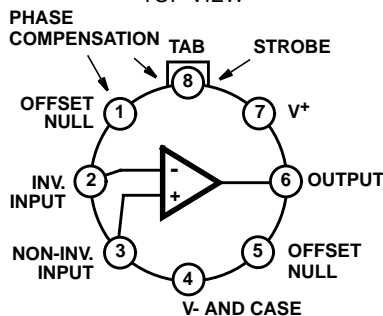 TOP VIEW
PHASE
COMPENSATION
TAB
STROBE
OFFSET
NULL
1
8
7
V+
INV.
INPUT
2
-
+
6
OUTPUT
NON-INV.
INPUT
3
5
OFFSET
NULL
4
V- AND CASE